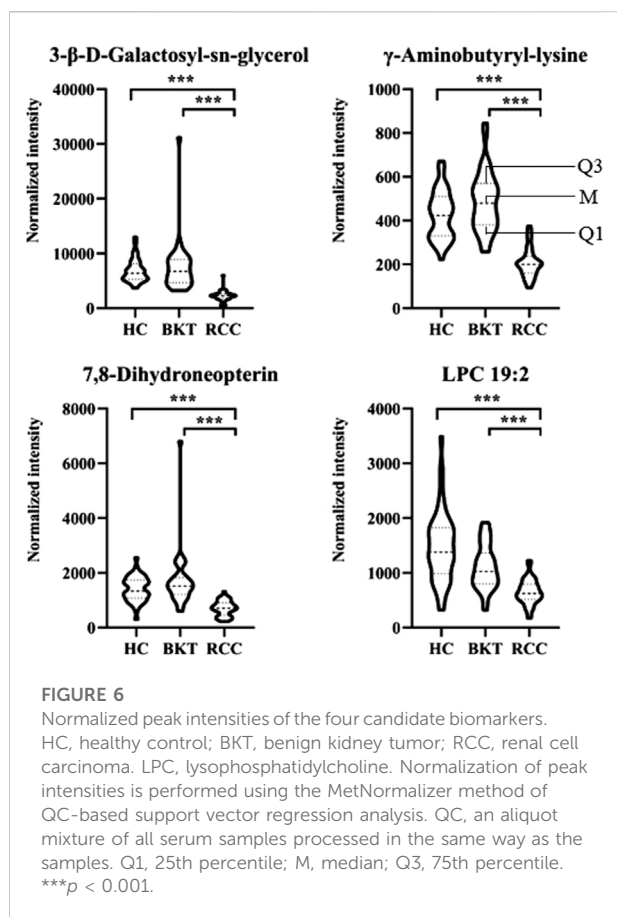 3-β-D-Galactosyl-sn-glycerol
Normalized intensity
40000
30000
20000
10000
0
***
***
HC BKT RCC
γ-Aminobutyryl-lysine
Normalized intensity
1000
800
600
400
200
0
***
***
Q3
M
Q1
HC BKT RCC
7,8-Dihydroneopterin
Normalized intensity
8000
6000
4000
2000
0
***
***
HC BKT RCC
LPC 19:2
Normalized intensity
4000
3000
2000
1000
0
***
***
HC BKT RCC
FIGURE 6
Normalized peak intensities of the four candidate biomarkers.
HC, healthy control; BKT, benign kidney tumor; RCC, renal cell
carcinoma. LPC, lysophosphatidylcholine. Normalization of peak
intensities is performed using the MetNormalizer method of
QC-based support vector regression analysis. QC, an aliquot
mixture of all serum samples processed in the same way as the
samples. Q1, 25th percentile; M, median; Q3, 75th percentile.
***p < 0.001.